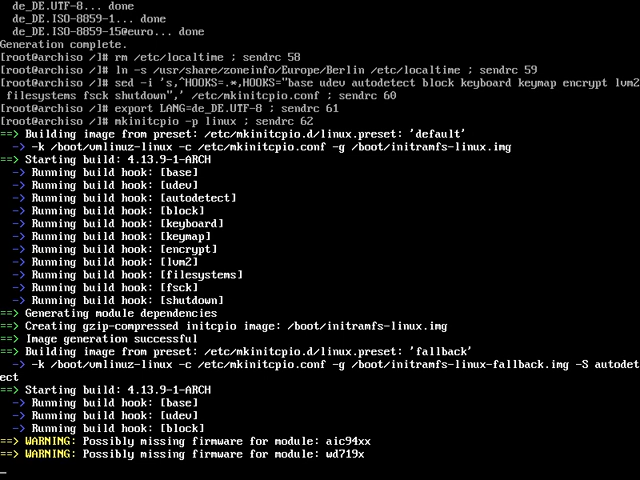 de_DE.UTF-8... done
de_DE.ISO-8859-1... done
de_DE.ISO-8859-15@euro... done
Generation complete.
[root@archiso /]# rm /etc/localtime ; sendrc 58
[root@archiso /]# ln -s /usr/share/zoneinfo/Europe/Berlin /etc/localtime ; sendrc 59
[root@archiso /]# sed -i 's,^HOOKS=.*,HOOKS="base udev autodetect block keyboard keymap encrypt lvm2
filesystems fsck shutdown",' /etc/mkinitcpio.conf ; sendrc 60
[root@archiso /]# export LANG=de_DE.UTF-8 ; sendrc 61
[root@archiso /]# mkinitcpio -p linux ; sendrc 62
==> Building image from preset: /etc/mkinitcpio.d/linux.preset: 'default'
-> -k /boot/vmlinuz-linux -c /etc/mkinitcpio.conf -g /boot/initramfs-linux.img
==> Starting build: 4.13.9-1-ARCH
-> Running build hook: [base]
-> Running build hook: [udev]
-> Running build hook: [autodetect]
-> Running build hook: [block]
-> Running build hook: [keyboard]
-> Running build hook: [keymap]
-> Running build hook: [encrypt]
-> Running build hook: [lvm2]
-> Running build hook: [filesystems]
-> Running build hook: [fsck]
-> Running build hook: [shutdown]
==> Generating module dependencies
==> Creating gzip-compressed initcpio image: /boot/initramfs-linux.img
==> Image generation successful
==> Building image from preset: /etc/mkinitcpio.d/linux.preset: 'fallback'
-> -k /boot/vmlinuz-linux -c /etc/mkinitcpio.conf -g /boot/initramfs-linux-fallback.img -S autodet
ect
==> Starting build: 4.13.9-1-ARCH
-> Running build hook: [base]
-> Running build hook: [udev]
-> Running build hook: [block]
==> WARNING: Possibly missing firmware for module: aic94xx
==> WARNING: Possibly missing firmware for module: wd719x